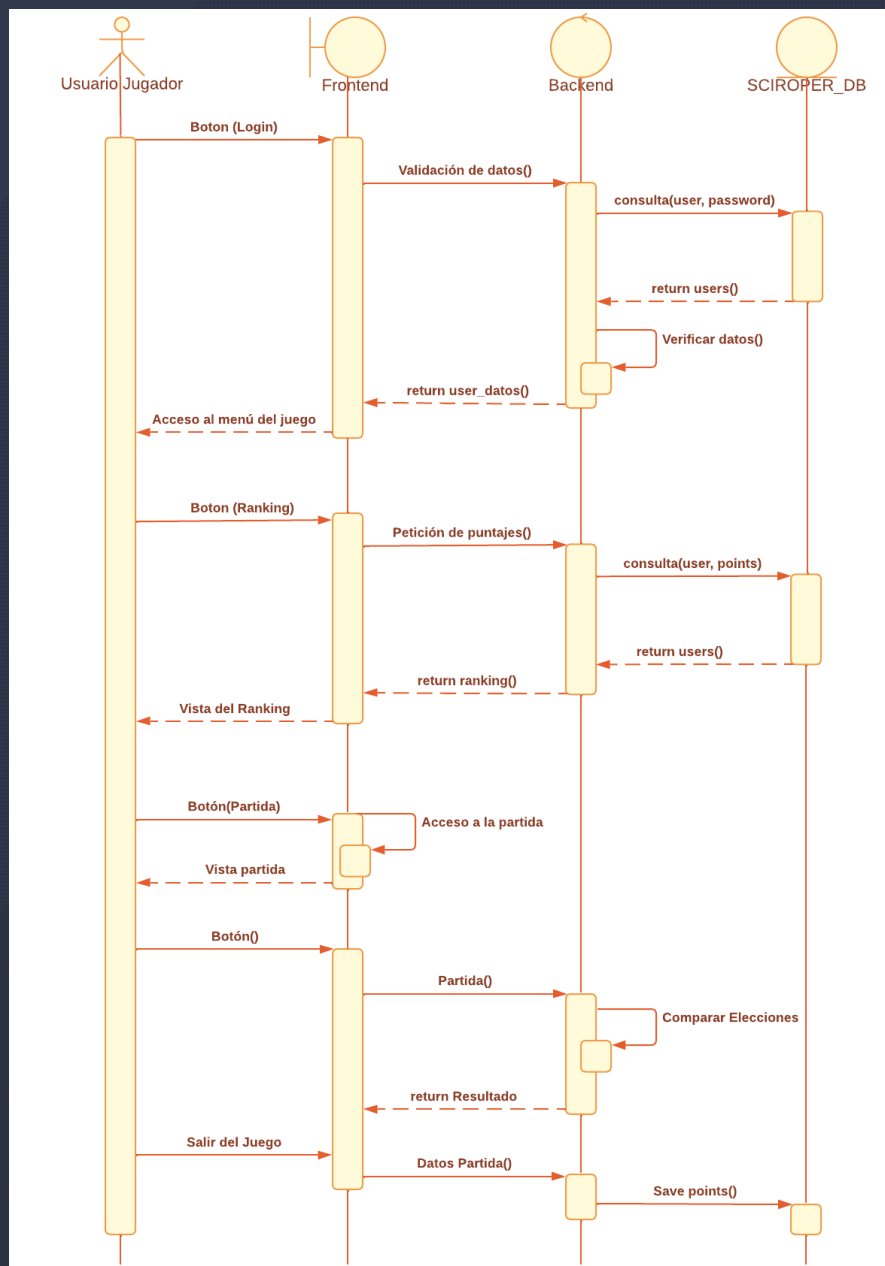 Usuario Jugador
Frontend
Backend
SCIROPER_DB
Boton (Login)
Validación de datos()
consulta(user, password)
return users()
Verificar datos()
return user_datos()
Acceso al menú del juego
Boton (Ranking)
Petición de puntajes()
consulta(user, points)
return users()
return ranking()
Vista del Ranking
Botón(Partida)
Acceso a la partida
Vista partida
Botón()
Partida()
Comparar Elecciones
return Resultado
Salir del Juego
Datos Partida()
Save points()